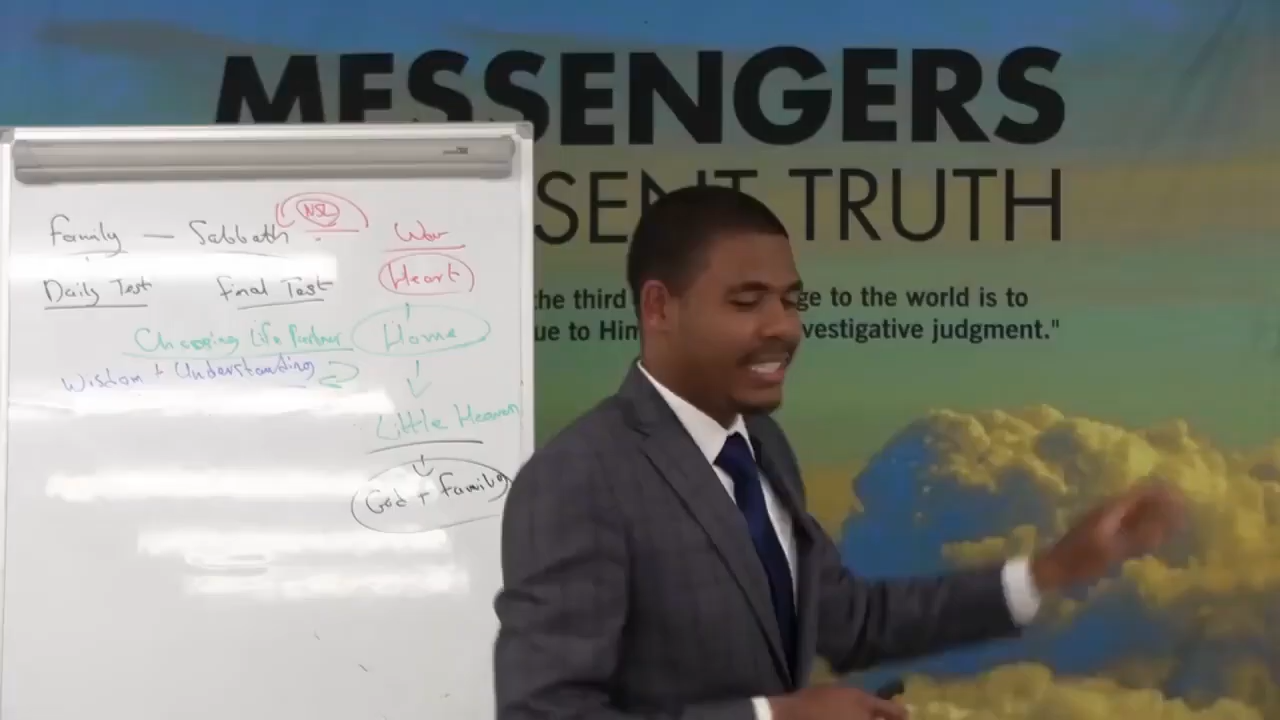 MESSENGERS
SENT TRUTH
the third ge to the world is to
ue to Him vestigative judgment."
NSL
Family — Sabbath War
Daily Test Final Test Heart
Choosing Life Partner Home
Wisdom + Understanding
Little Heaven
God + Family